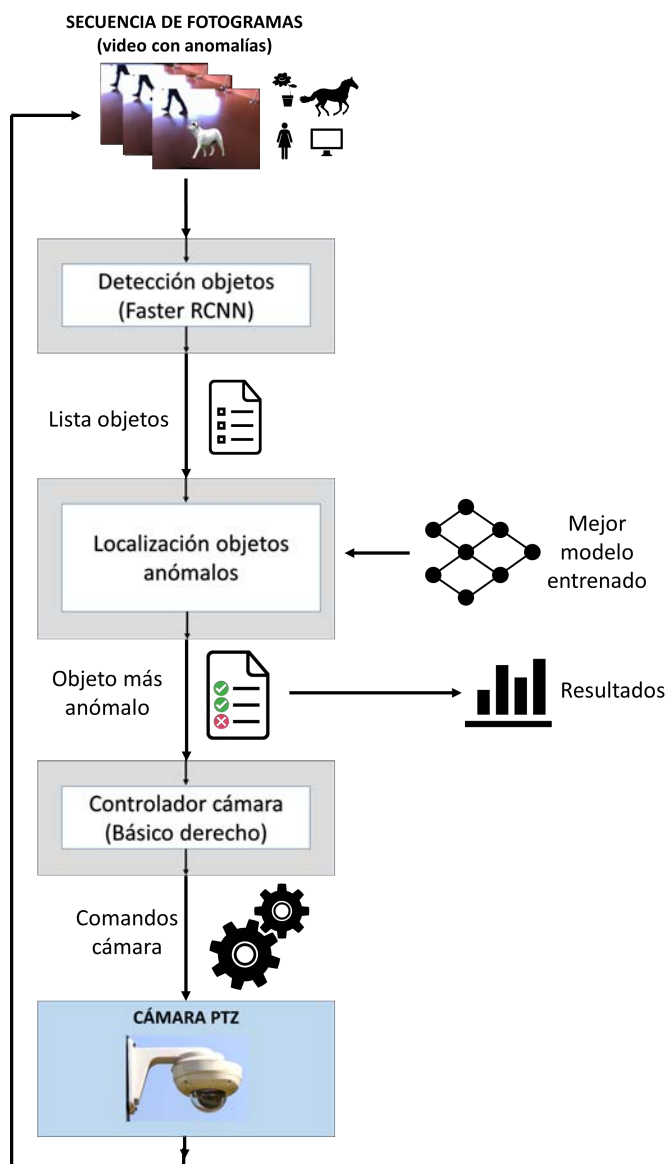 SECUENCIA DE FOTOGRAMAS
(video con anomalías)
Detección objetos
(Faster RCNN)
Lista objetos
Localización objetos
anómalos
Mejor
modelo
entrenado
Objeto más
anómalo
Resultados
Controlador cámara
(Básico derecho)
Comandos
cámara
CÁMARA PTZ